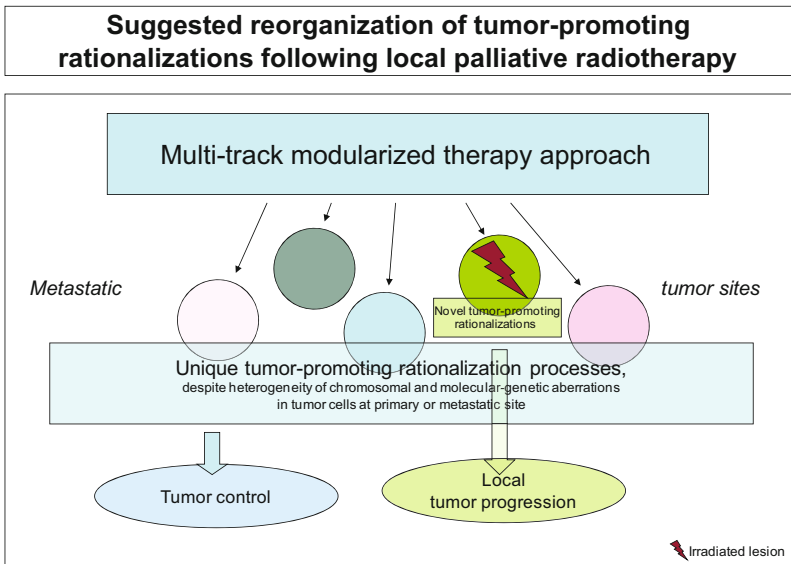 Suggested reorganization of tumor-promoting
rationalizations following local palliative radiotherapy
Multi-track modularized therapy approach
Metastatic
tumor sites
Novel tumor-promoting
rationalizations
Unique tumor-promoting rationalization processes,
despite heterogeneity of chromosomal and molecular-genetic aberrations
in tumor cells at primary or metastatic site
Tumor control
Local
tumor progression
Irradiated lesion